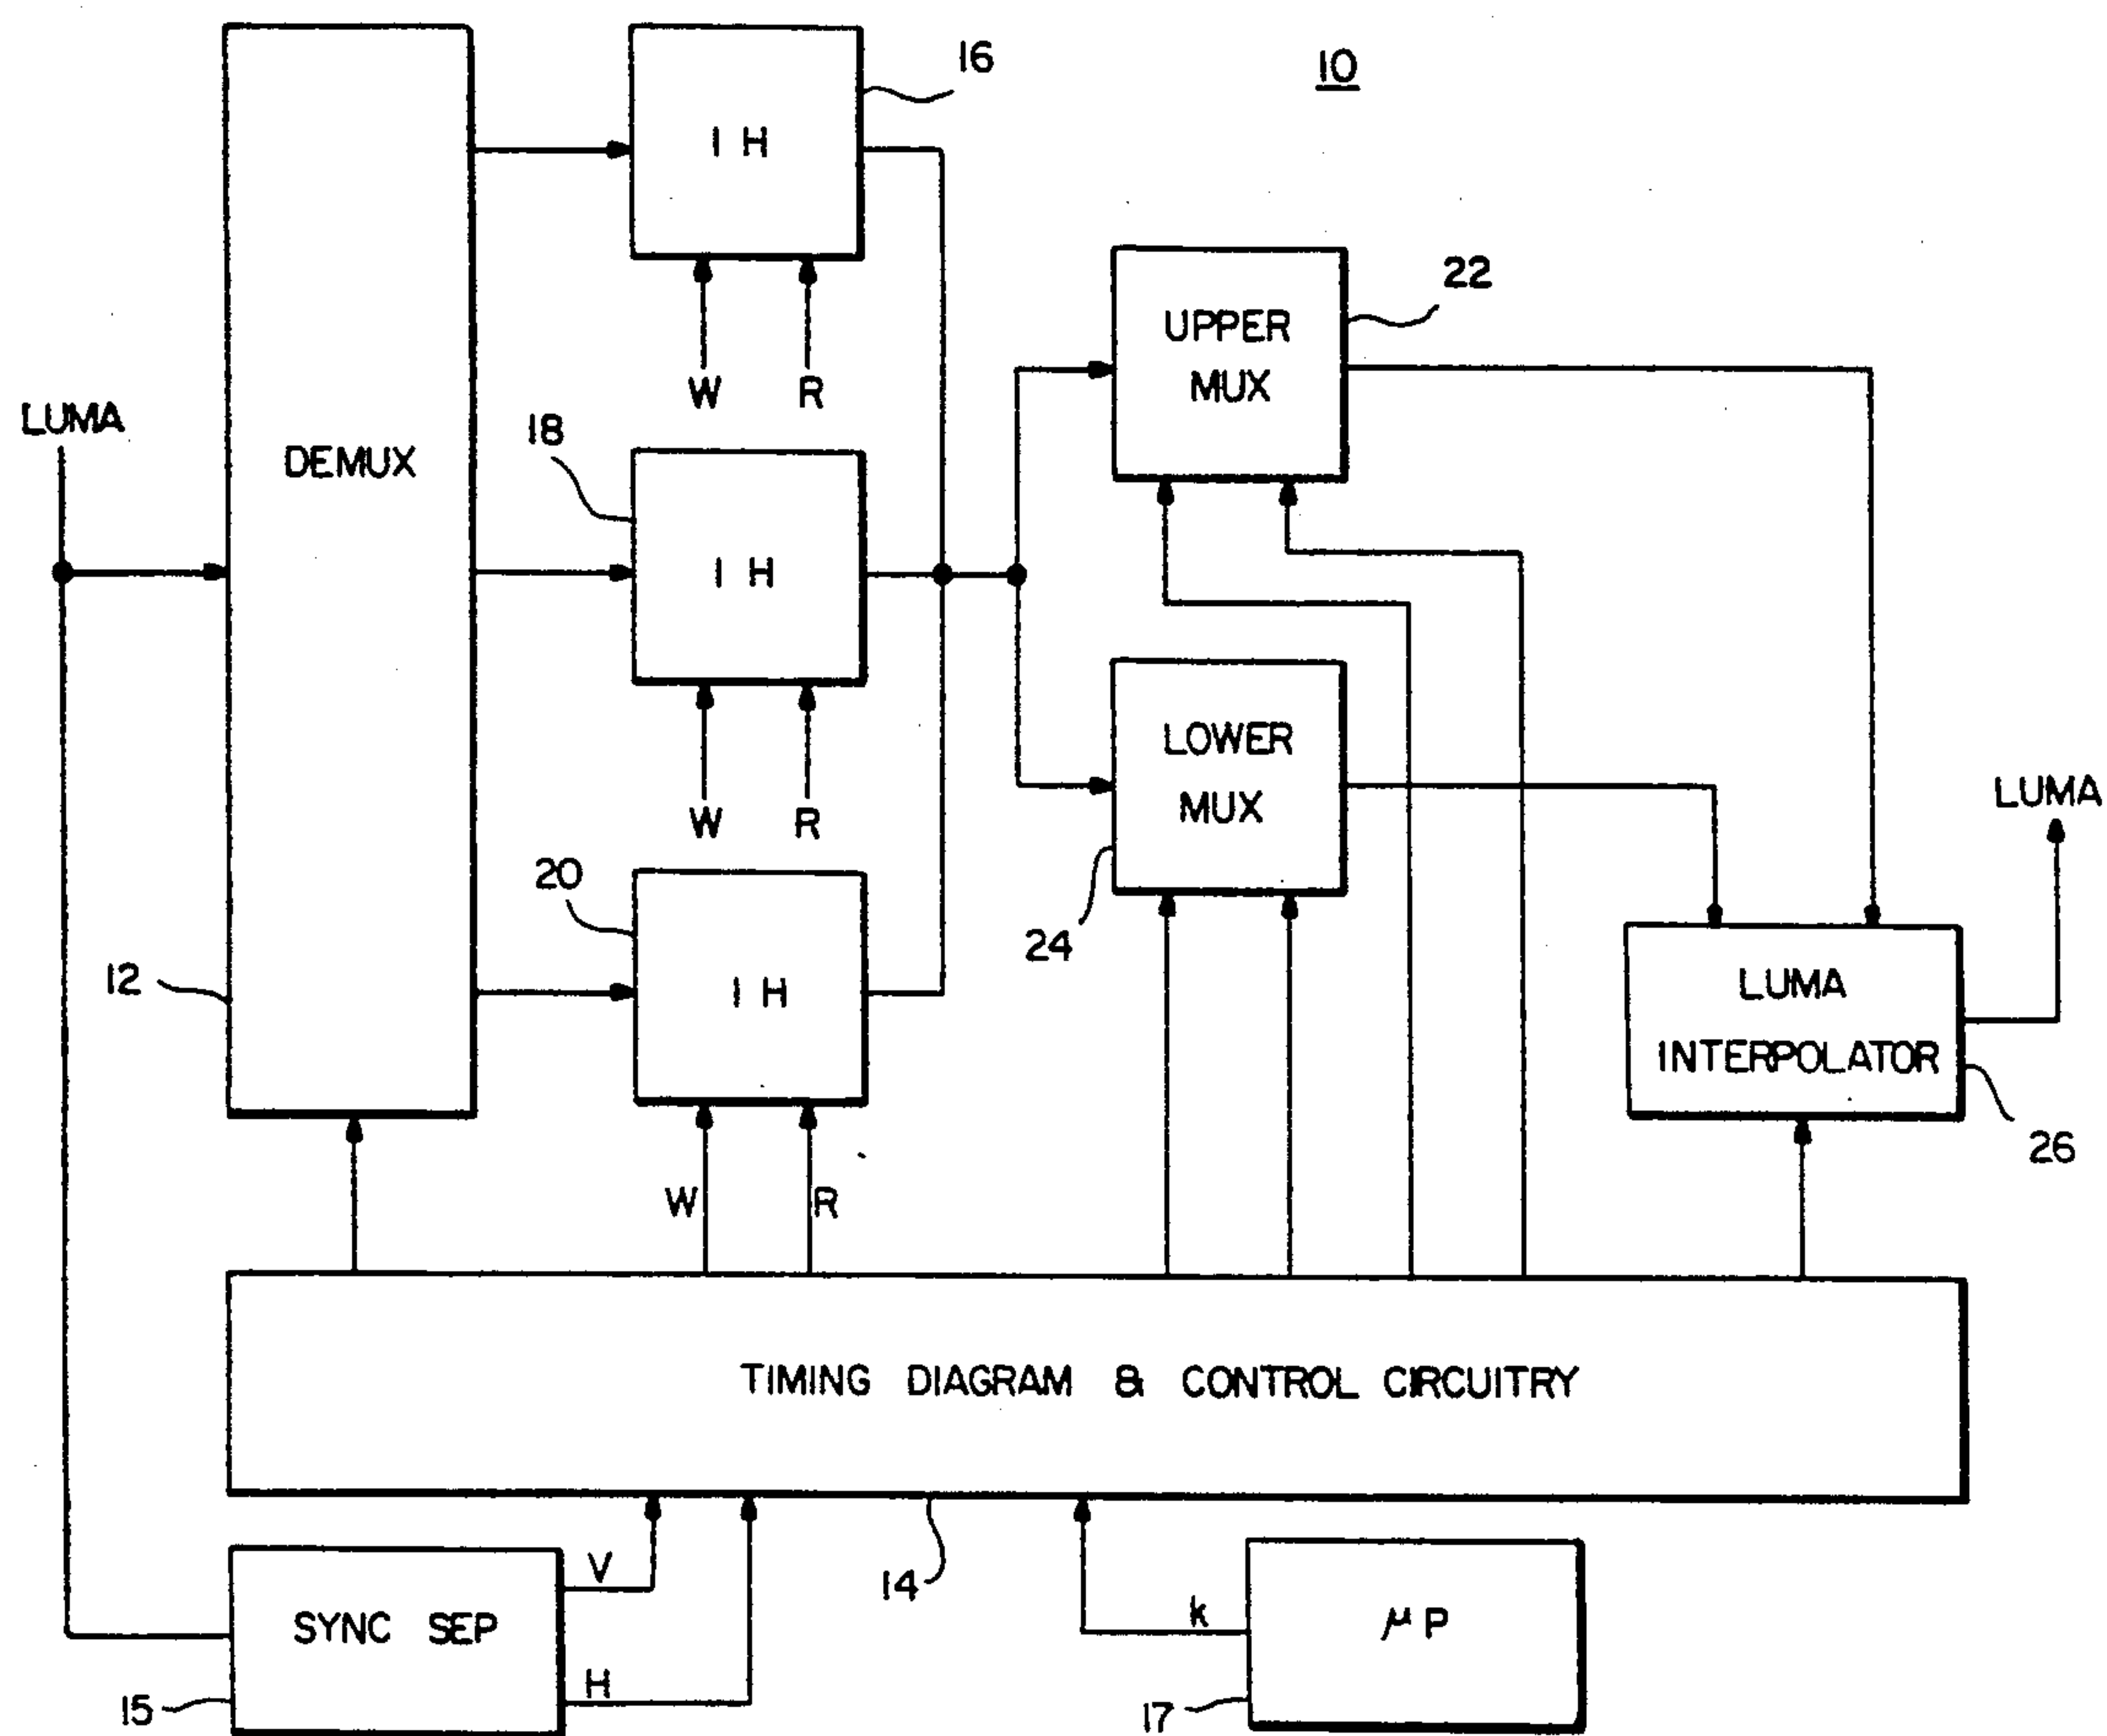 10
16
1 H
W R
22
UPPER
MUX
LUMA
DEMUX
18
1 H
W R
LOWER
MUX
24
LUMA
20
1 H
12
LUMA
INTERPOLATOR
26
W R
TIMING DIAGRAM & CONTROL CIRCUITRY
14
V
H
SYNC SEP
15
k
μP
17